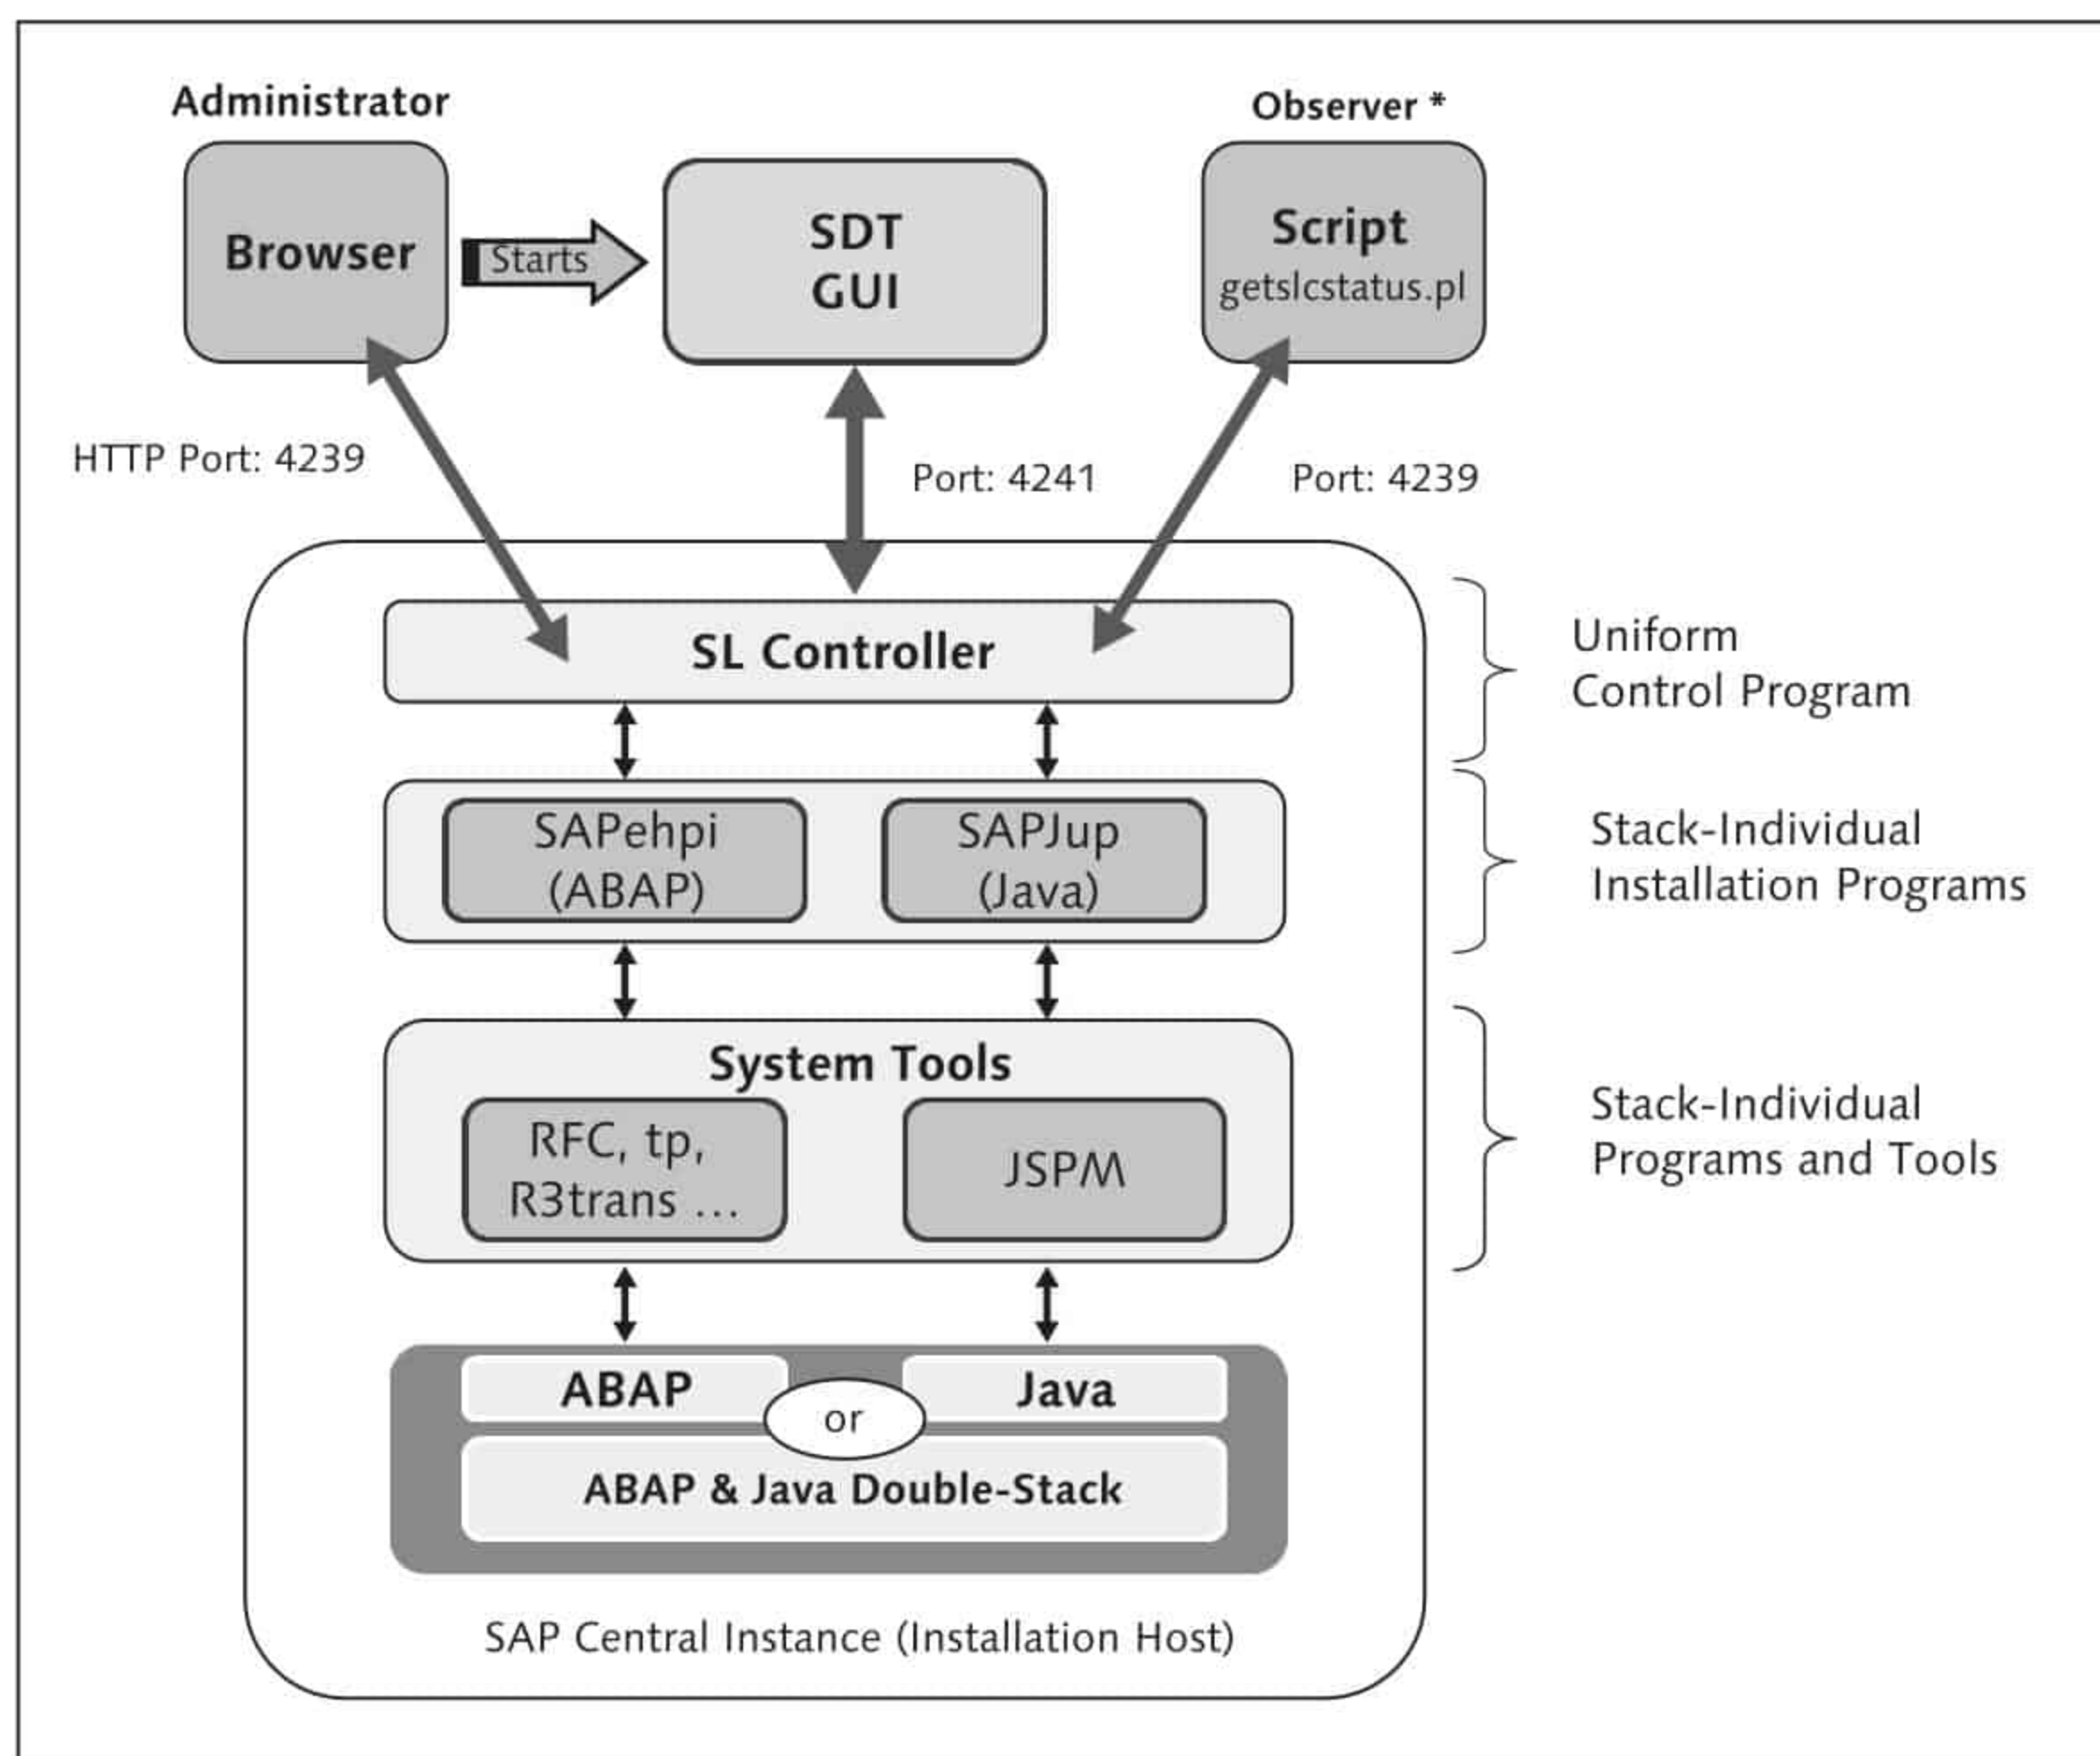 Administrator
Observer *
Browser
Starts
SDT
GUI
Script
getslcstatus.pl
HTTP Port: 4239
Port: 4241
Port: 4239
SL Controller
Uniform
Control Program
SAPehpi
(ABAP)
SAPJup
(Java)
Stack-Individual
Installation Programs
System Tools
RFC, tp,
R3trans ...
JSPM
Stack-Individual
Programs and Tools
ABAP
or
Java
ABAP & Java Double-Stack
SAP Central Instance (Installation Host)